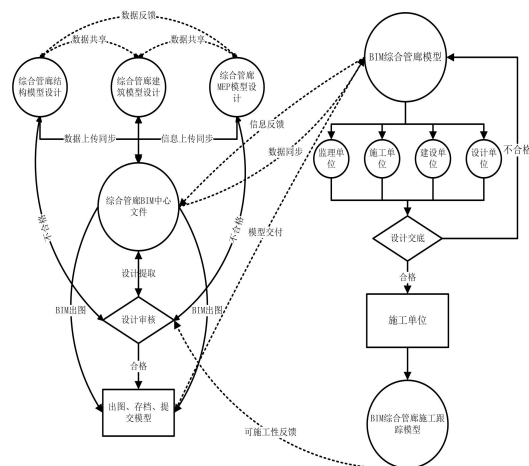 数据反馈
数据共享
数据共享
综合管廊结
构模型设计
综合管廊建
筑模型设计
综合管廊
MEP模型设
计
数据上传同步
信息上传同步
综合管廊BIM中心
文件
不合格
不合格
设计提取
BIM出图
BIM出图
设计审核
合格
出图、存档、提
交模型
信息反馈
数据同步
模型交付
可施工性反馈
BIM综合管廊模型
不合格
监理单
位
施工单
位
建设单
位
设计单
位
设计交底
合格
施工单位
BIM综合管廊施工跟
踪模型